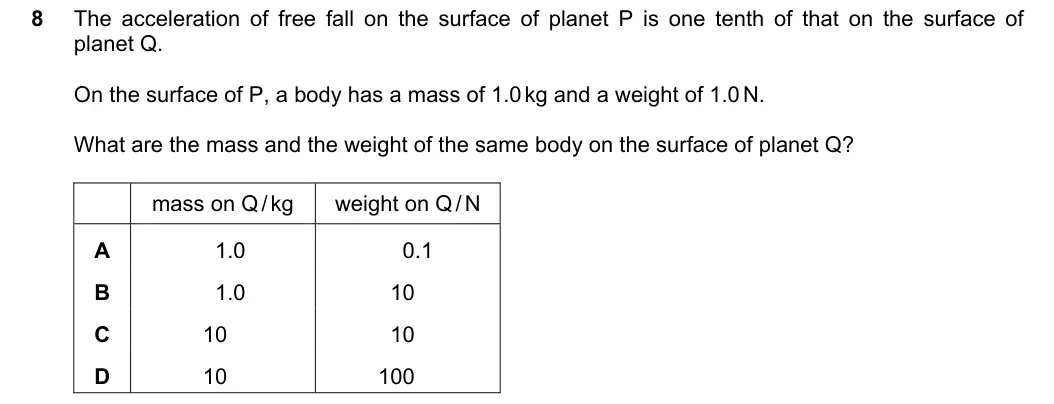 8 The acceleration of free fall on the surface of planet P is one tenth of that on the surface of
planet Q.
On the surface of P, a body has a mass of 1.0 kg and a weight of 1.0 N.
What are the mass and the weight of the same body on the surface of planet Q?
mass on Q / kg weight on Q / N
A 1.0 0.1
B 1.0 10
C 10 10
D 10 100